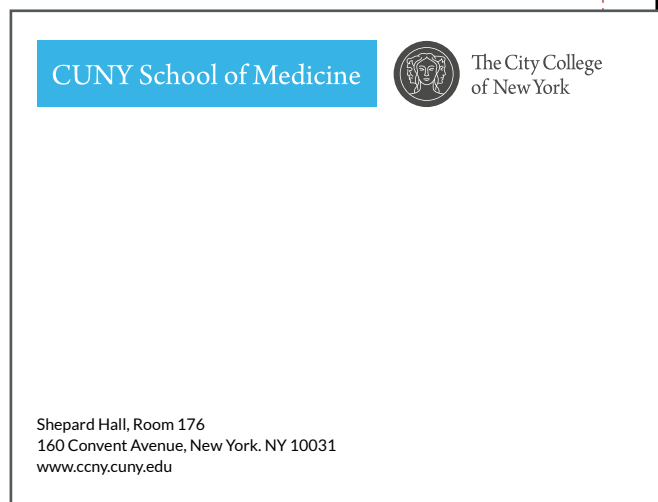 CUNY School of Medicine
The City College
of New York
Shepard Hall, Room 176
160 Convent Avenue, New York. NY 10031
www.ccny.cuny.edu